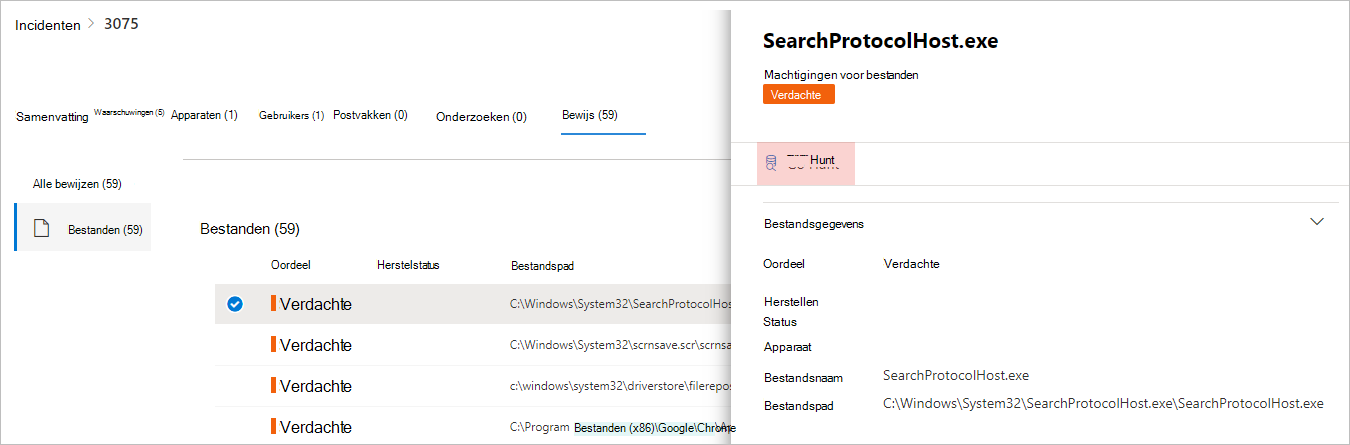 Incidenten > 3075
Samenvatting Waarschuwingen (5) Apparaten (1) Gebruikers (1) Postvakken (0) Onderzoeken (0) Bewijs (59)
Alle bewijzen (59)
Bestanden (59)
Bestanden (59)
Oordeel Herstelstatus Bestandspad
Verdachte C:\Windows\System32\SearchProtocolHos
Verdachte C:\Windows\System32\scrnsave.scr\scrnsa
Verdachte c:\windows\system32\driverstore\filerepos
Verdachte C:\Program Bestanden (x86)\Google\Chrome\Ap
SearchProtocolHost.exe
Machtigingen voor bestanden
Verdachte
Hunt
Bestandsgegevens
Oordeel Verdachte
Herstellen
Status
Apparaat
Bestandsnaam SearchProtocolHost.exe
Bestandspad C:\Windows\System32\SearchProtocolHost.exe\SearchProtocolHost.exe